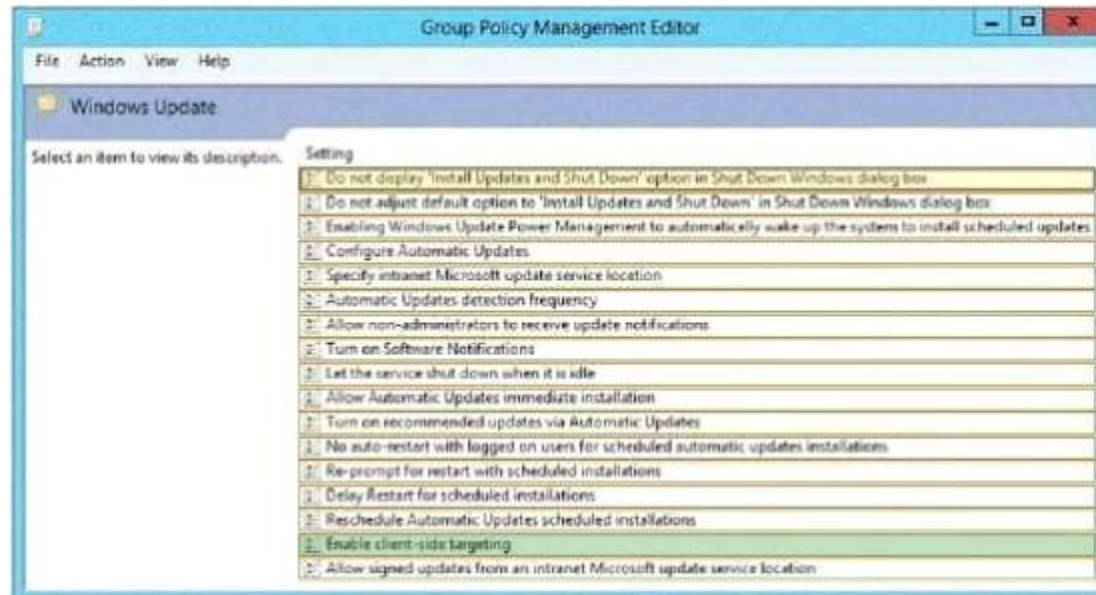 Group Policy Management Editor
File Action View Help
Windows Update
Select an item to view its description.
Setting
Do not display 'Install Updates and Shut Down' option in Shut Down Windows dialog box
Do not adjust default option to 'Install Updates and Shut Down' in Shut Down Windows dialog box
Enabling Windows Update Power Management to automatically wake up the system to install scheduled updates
Configure Automatic Updates
Specify intranet Microsoft update service location
Automatic Updates detection frequency
Allow non-administrators to receive update notifications
Turn on Software Notifications
Let the service shut down when it is idle
Allow Automatic Updates immediate installation
Turn on recommended updates via Automatic Updates
No auto-restart with logged on users for scheduled automatic updates installations
Re-prompt for restart with scheduled installations
Delay Restart for scheduled installations
Reschedule Automatic Updates scheduled installations
Enable client-side targeting
Allow signed updates from an intranet Microsoft update service location